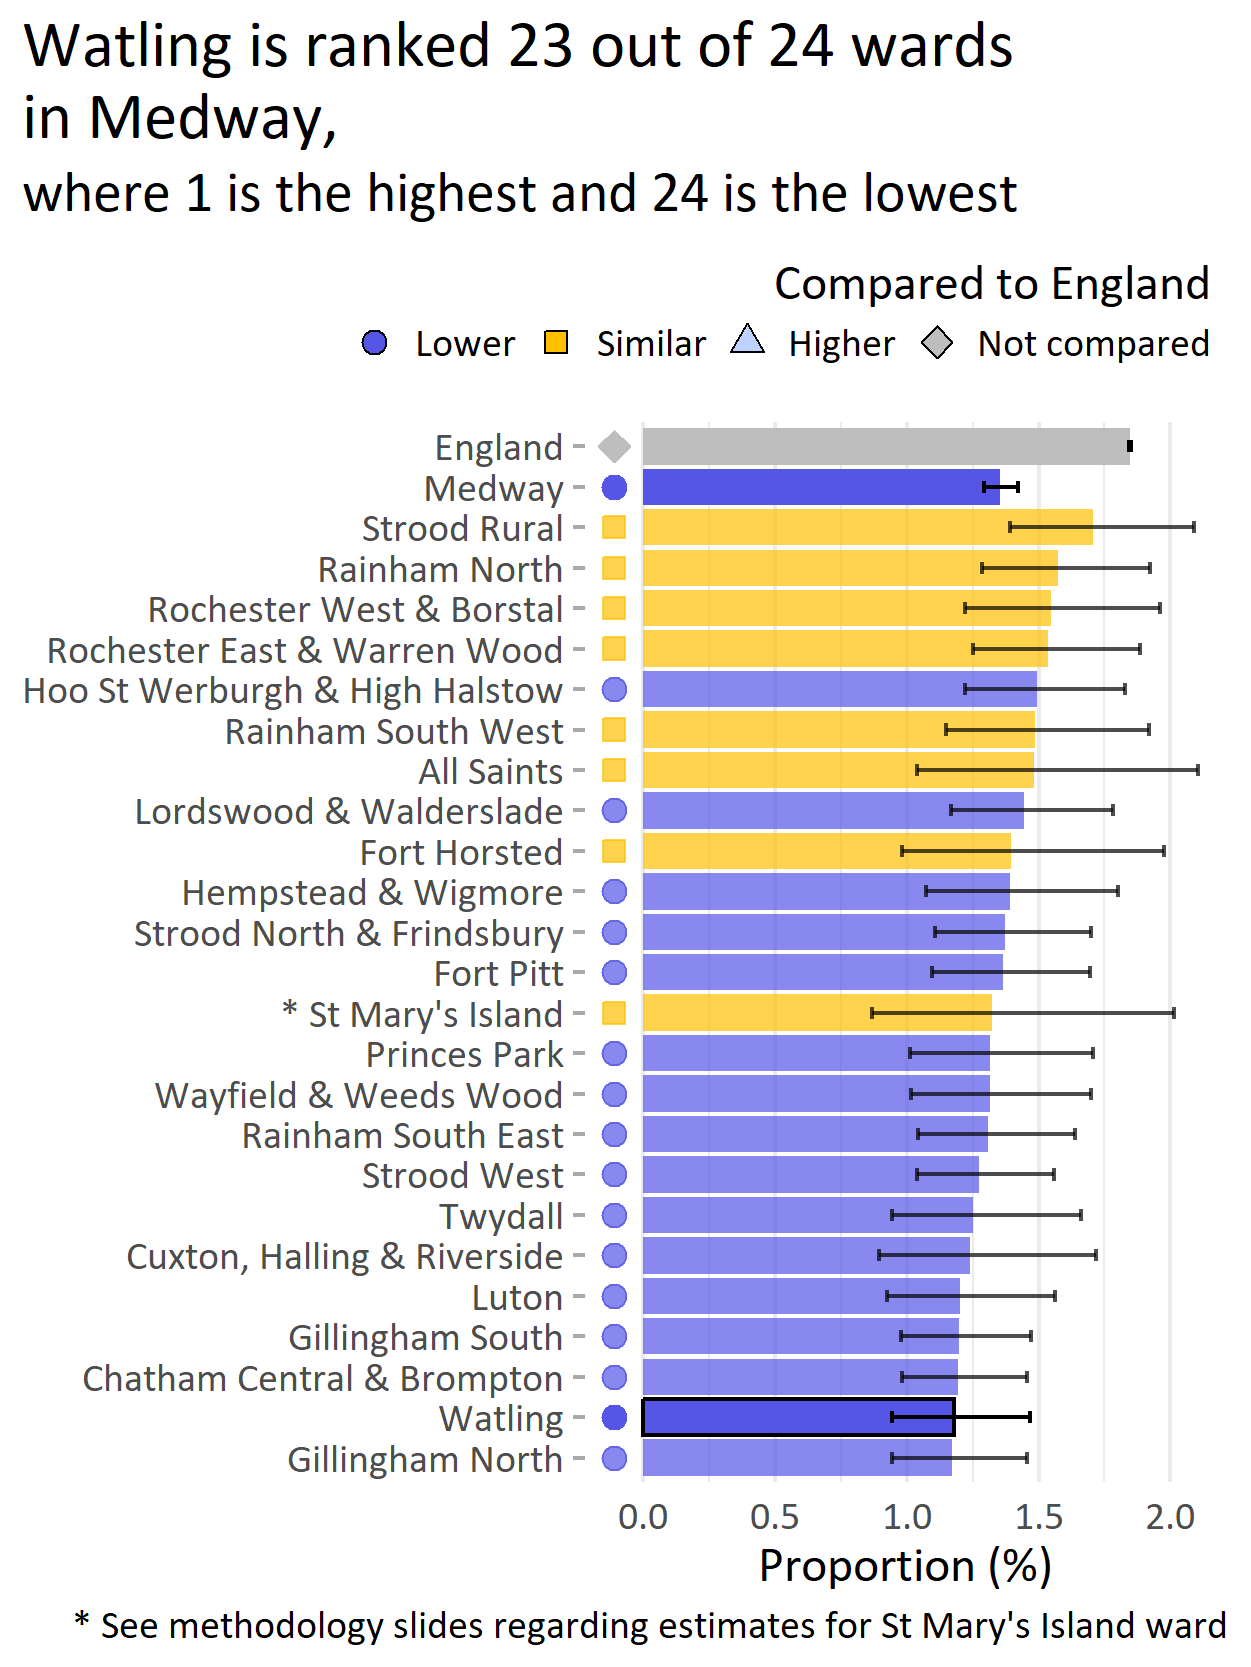 Watling is ranked 23 out of 24 wards
in Medway,
where 1 is the highest and 24 is the lowest
Compared to England
Lower Similar Higher Not compared
England
Medway
Strood Rural
Rainham North
Rochester West & Borstal
Rochester East & Warren Wood
Hoo St Werburgh & High Halstow
Rainham South West
All Saints
Lordswood & Walderslade
Fort Horsted
Hempstead & Wigmore
Strood North & Frindsbury
Fort Pitt
* St Mary's Island
Princes Park
Wayfield & Weeds Wood
Rainham South East
Strood West
Twydall
Cuxton, Halling & Riverside
Luton
Gillingham South
Chatham Central & Brompton
Watling
Gillingham North
0.0 0.5 1.0 1.5 2.0
Proportion (%)
* See methodology slides regarding estimates for St Mary's Island ward